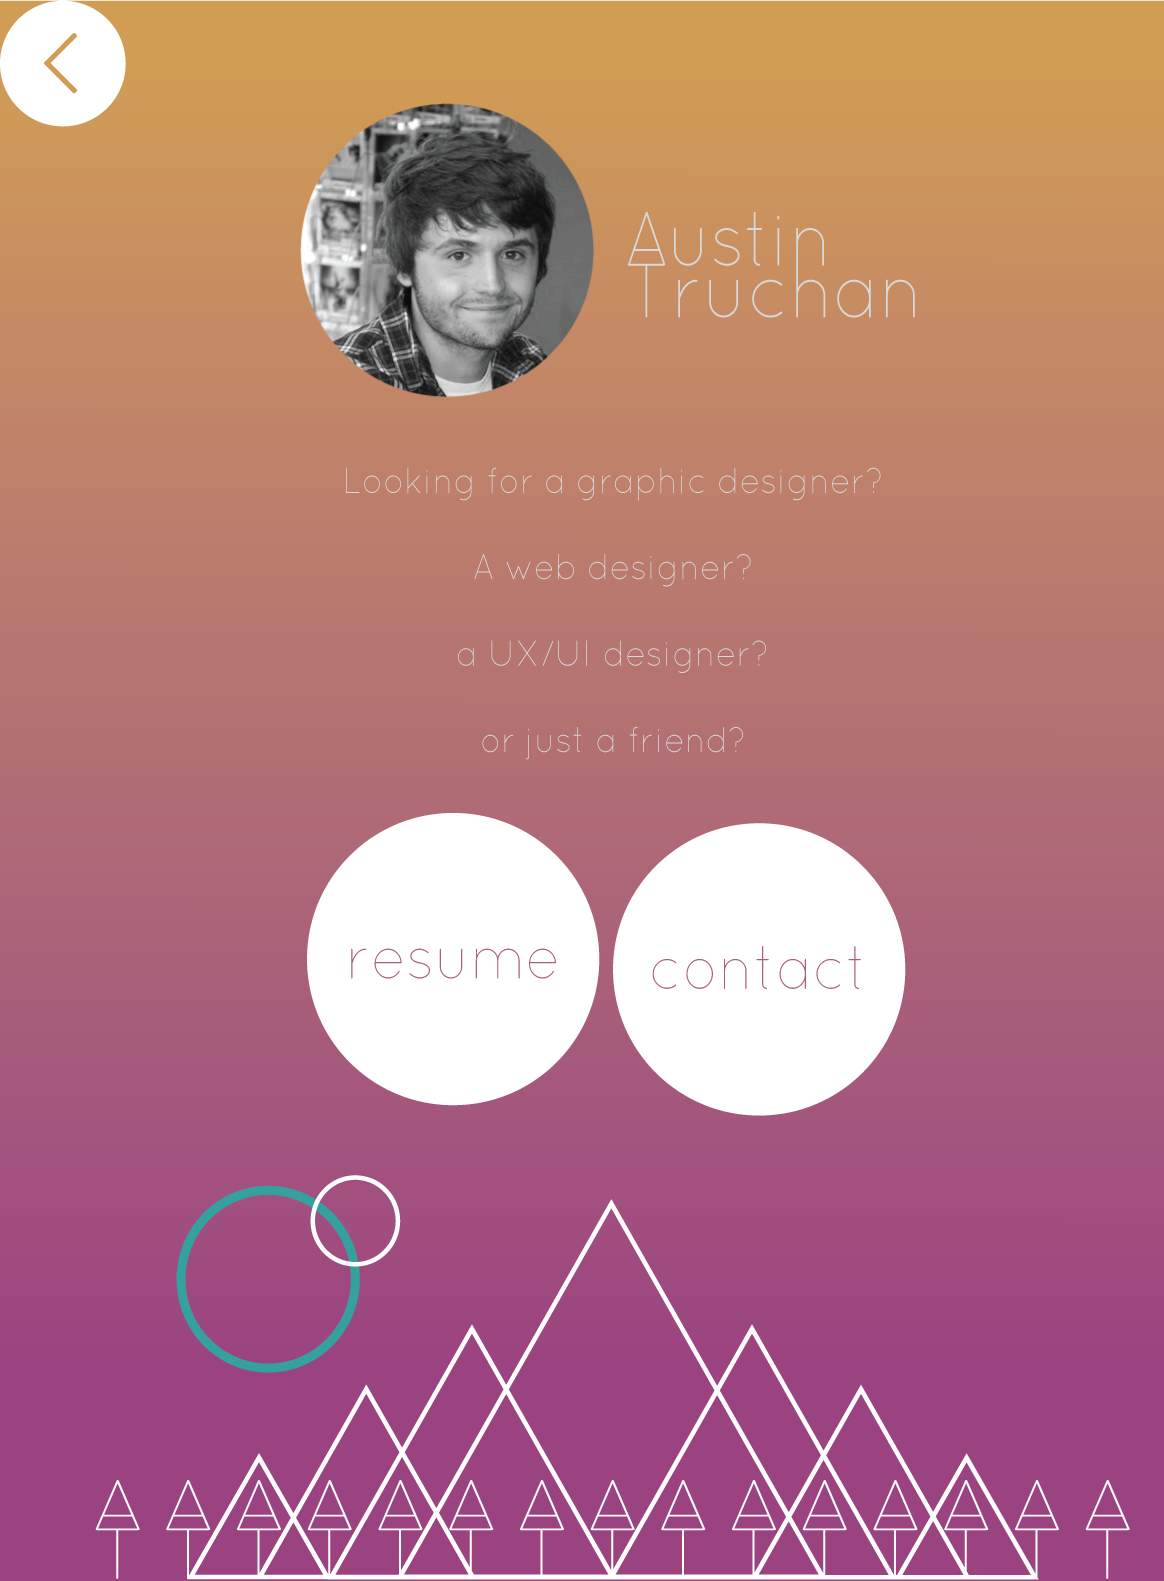 Austin
Truchan
Looking for a graphic designer?
A web designer?
a UX/UI designer?
or just a friend?
resume
contact